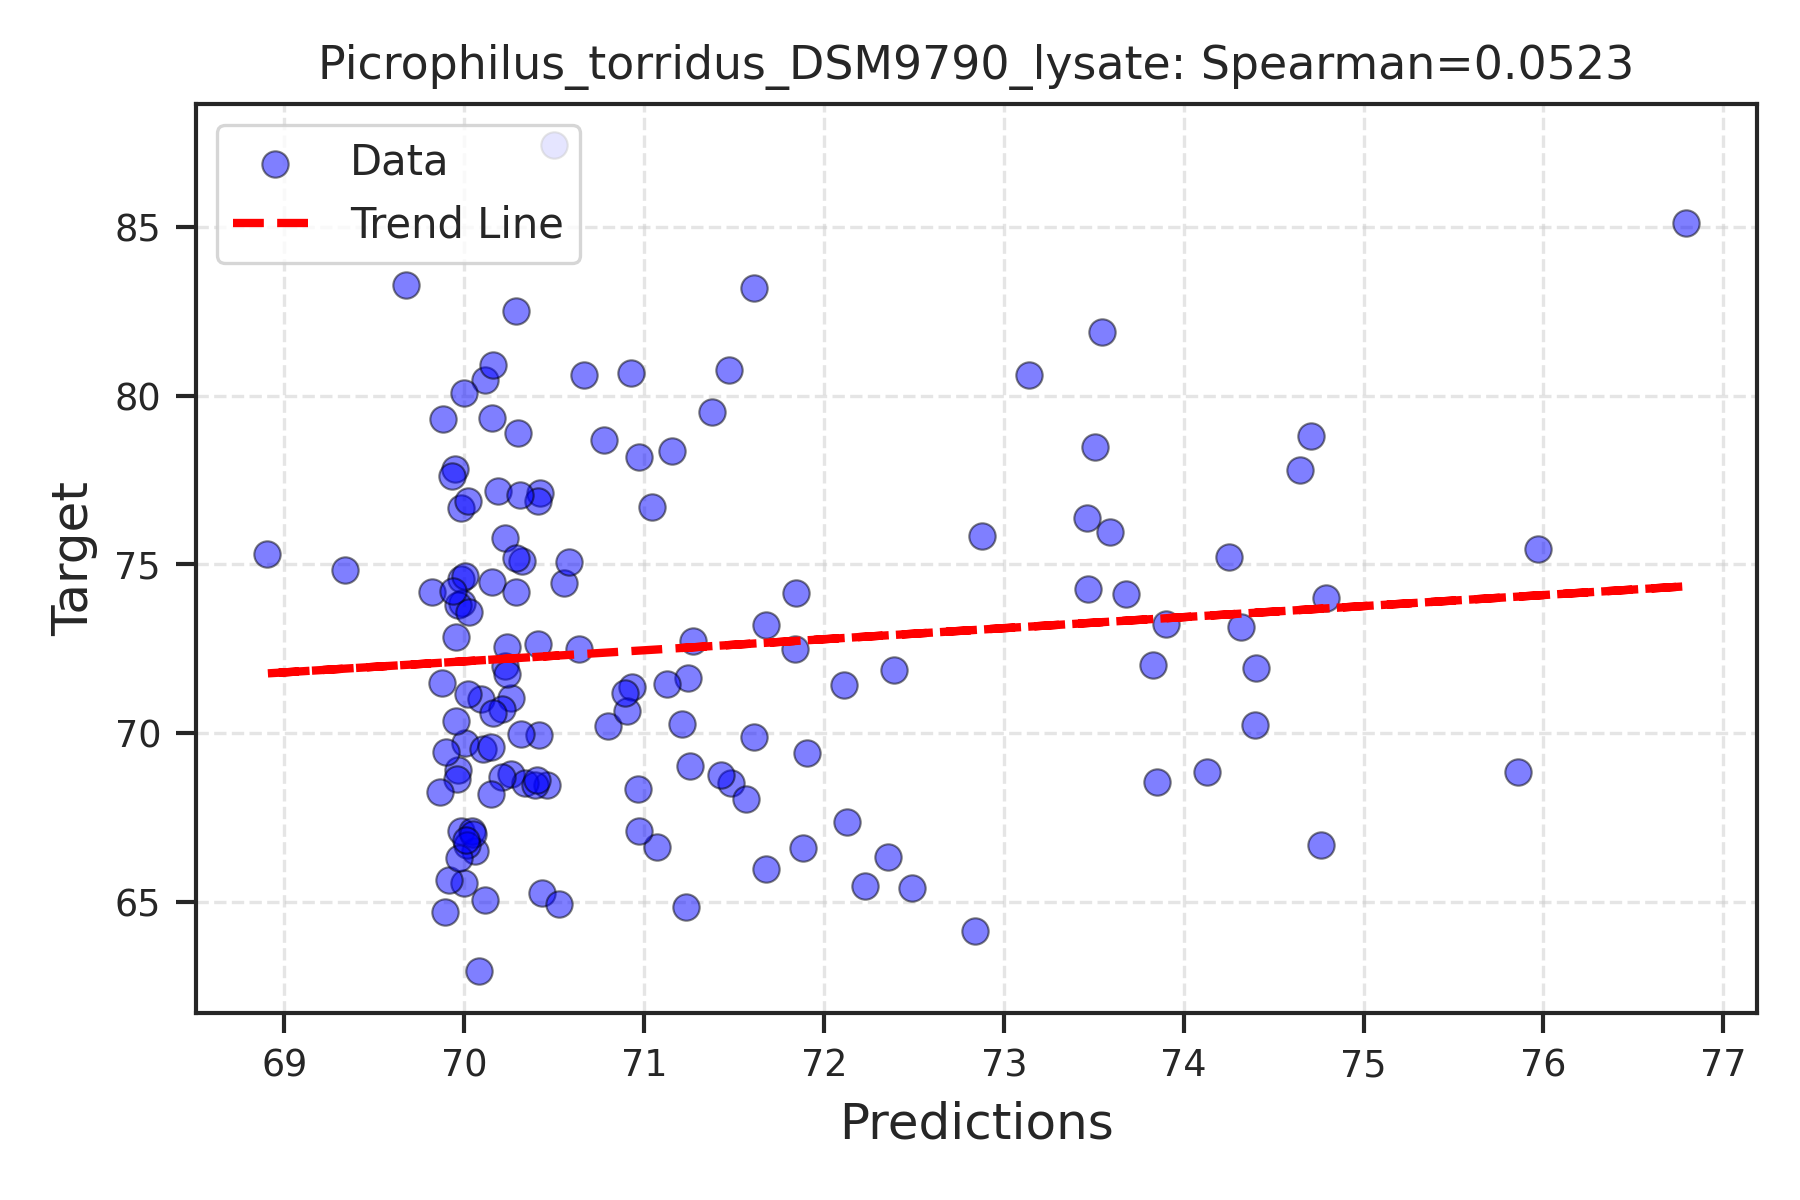 Picrophilus_torridus_DSM9790_lysate: Spearman=0.0523
Data
Trend Line
Target
85
80
75
70
65
69 70 71 72 73 74 75 76 77
Predictions